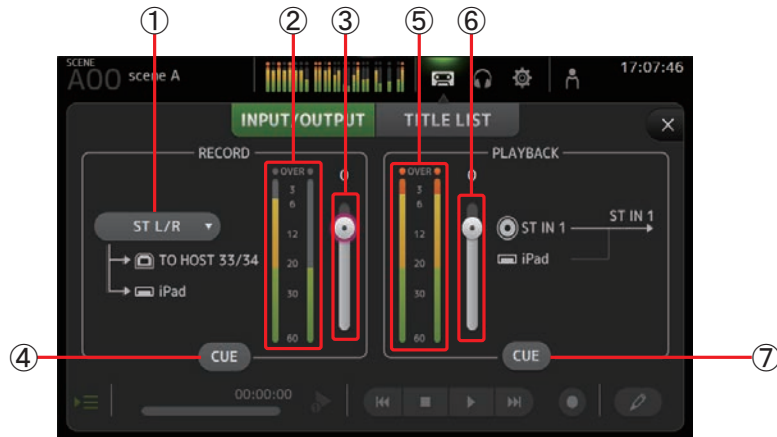 ① ② ③ ⑤ ⑥
SCENE
A00 scene A
17:07:46
INPUT/OUTPUT
TITLE LIST
RECORD
ST L/R
TO HOST 33/34
iPad
OVER
3
6
12
20
30
60
0
CUE
PLAYBACK
OVER
3
6
12
20
30
60
0
ST IN 1
ST IN 1
iPad
CUE
④ ⑦
00:00:00